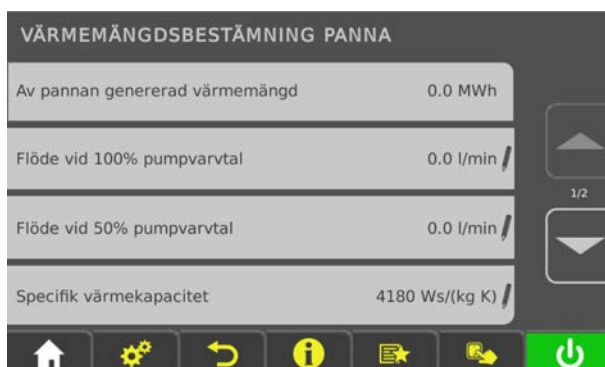 VÄRMEMÄNGDSBESTÄMNING PANNA
Av pannan genererad värmemängd 0.0 MWh
Flöde vid 100% pumpvarvtal 0.0 l/min
1/2
Flöde vid 50% pumpvarvtal 0.0 l/min
Specifik värmekapacitet 4180 Ws/(kg K)